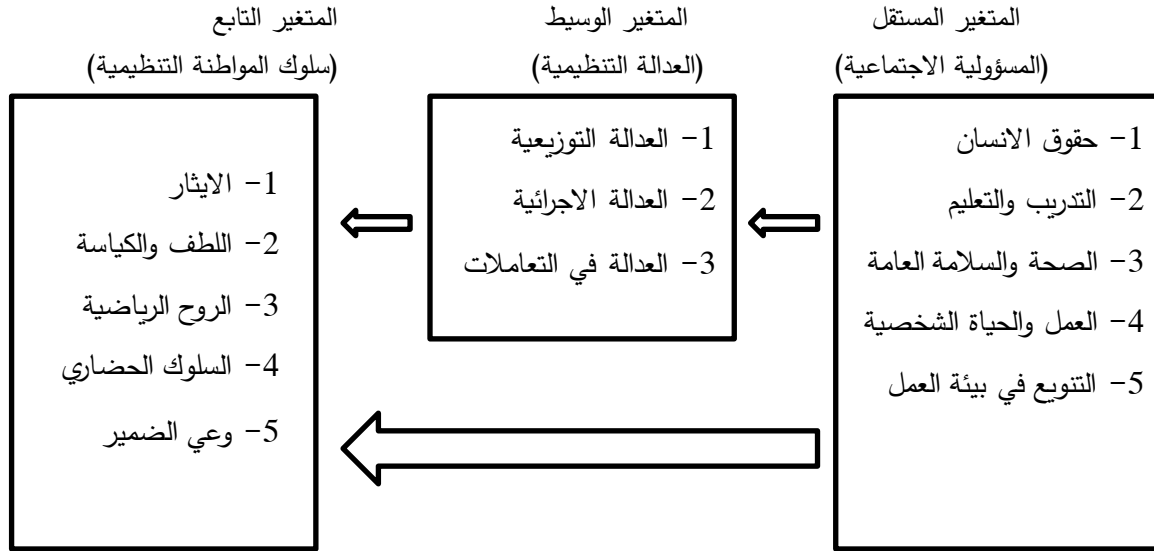 المتغير المستقل
(المسؤولية الاجتماعية)
1- حقوق الانسان
2- التدريب والتعليم
3- الصحة والسلامة العامة
4- العمل والحياة الشخصية
5- التنويع في بيئة العمل
المتغير الوسيط
(العدالة التنظيمية)
1- العدالة التوزيعية
2- العدالة الاجرائية
3- العدالة في التعاملات
المتغير التابع
(سلوك المواطنة التنظيمية)
1- الايثار
2- اللطف والكياسة
3- الروح الرياضية
4- السلوك الحضاري
5- وعي الضمير